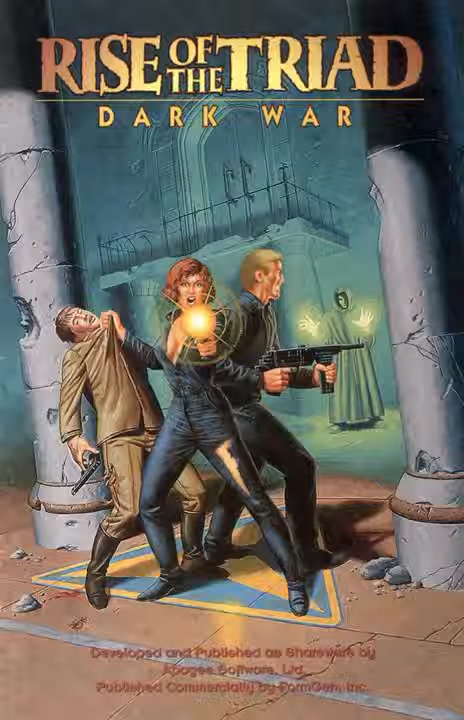 RISE OF THE TRIAD
DARK WAR
Developed and Published as Shareware by
Apogee Software, Ltd.
Published Commercially by FormGen, Inc.